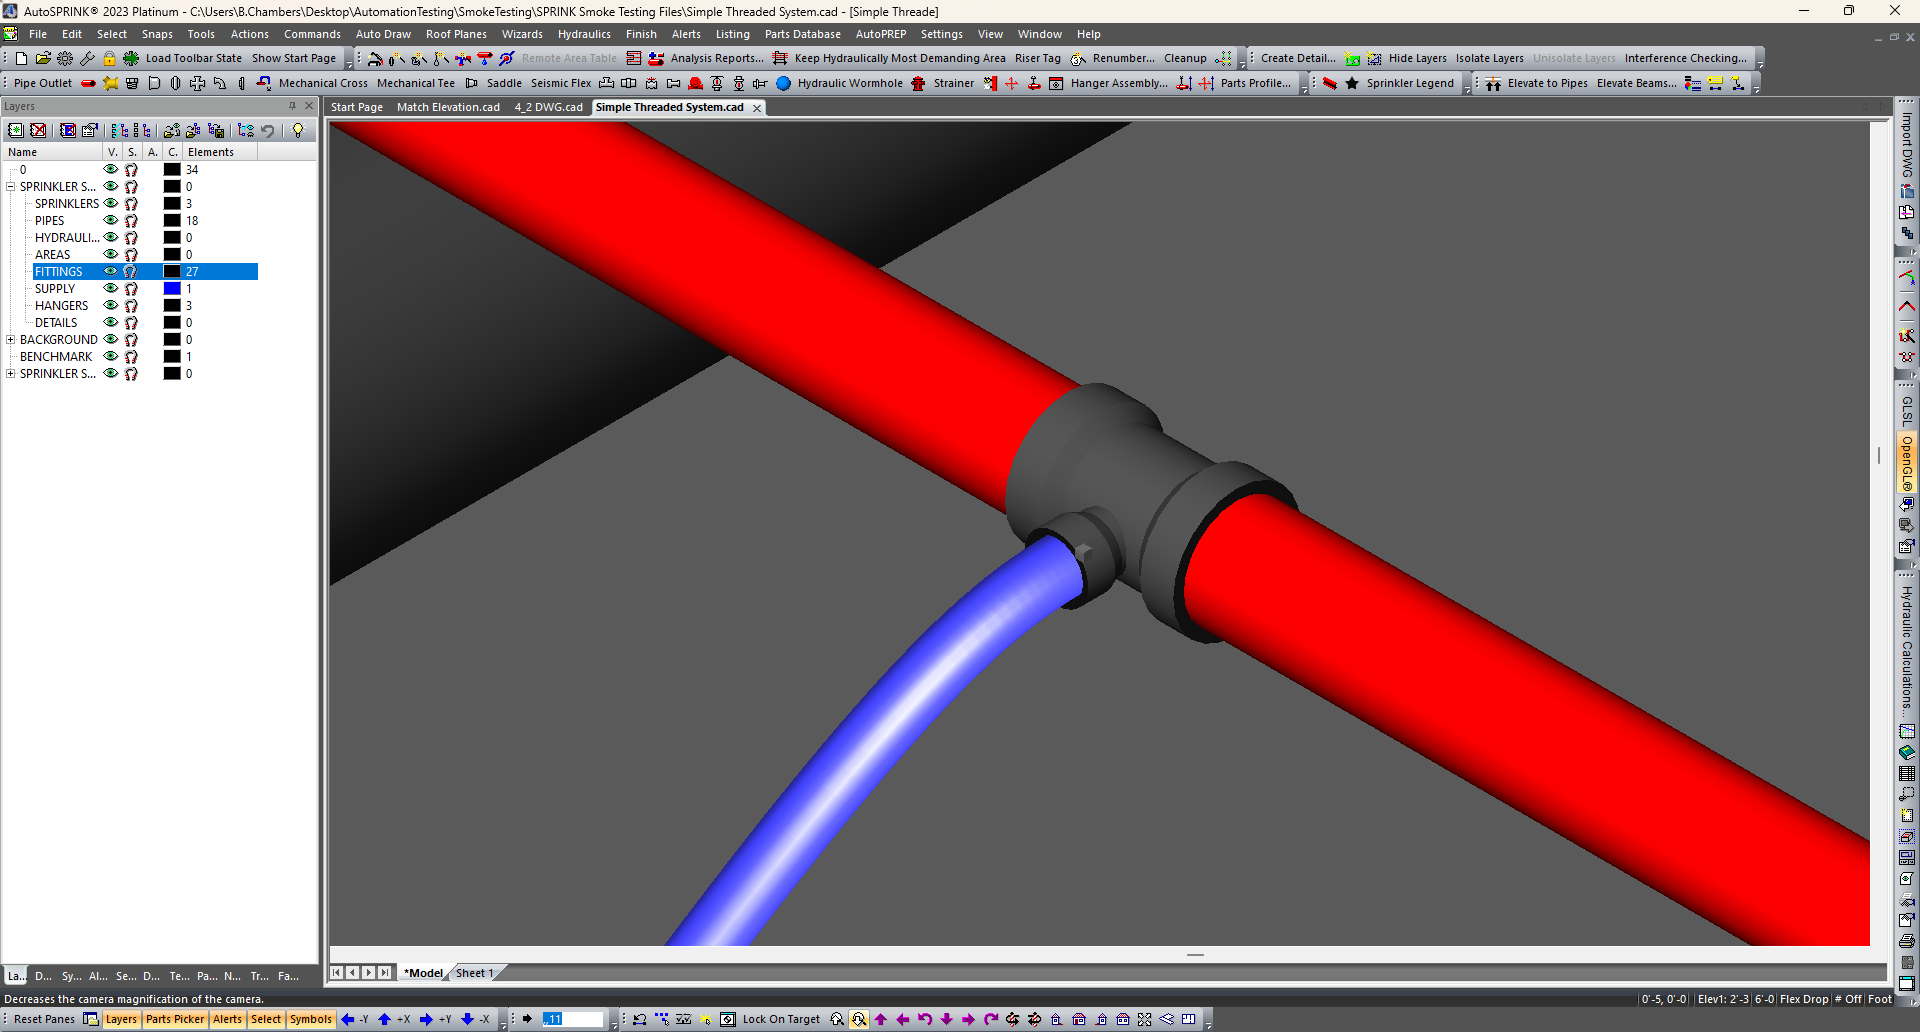 AutoSPRINK® 2023 Platinum - C:\Users\B.Chambers\Desktop\AutomationTesting\SmokeTesting\SPRINK Smoke Testing Files\Simple Threaded System.cad - [Simple Threade]
File Edit Select Snaps Tools Actions Commands Auto Draw Roof Planes Wizards Hydraulics Finish Alerts Listing Parts Database AutoPREP Settings View Window Help
Load Toolbar State Show Start Page Remote Area Table Analysis Reports... Keep Hydraulically Most Demanding Area Riser Tag Renumber... Cleanup Create Detail... Hide Layers Isolate Layers Unisolate Layers Interference Checking...
Pipe Outlet Mechanical Cross Mechanical Tee Saddle Seismic Flex Hydraulic Wormhole Strainer Hanger Assembly... Parts Profile... Sprinkler Legend Elevate to Pipes Elevate Beams...
Layers
Start Page Match Elevation.cad 4_2 DWG.cad Simple Threaded System.cad
Name V. S. A. C. Elements
0 34
SPRINKLER S... 0
SPRINKLERS 3
PIPES 18
HYDRAULI... 0
AREAS 0
FITTINGS 27
SUPPLY 1
HANGERS 3
DETAILS 0
BACKGROUND 0
BENCHMARK 1
SPRINKLER S... 0
Import DWG
GLSL
OpenGL®
Hydraulic Calculations...
La... D... Sy... Al... Se... D... Te... Pa... N... Tr... Fa...
*Model Sheet 1
Decreases the camera magnification of the camera.
0'-5, 0'-0 Elev1: 2'-3 6'-0 Flex Drop # Off Foot
Reset Panes Layers Parts Picker Alerts Select Symbols -Y +X +Y -X Lock On Target